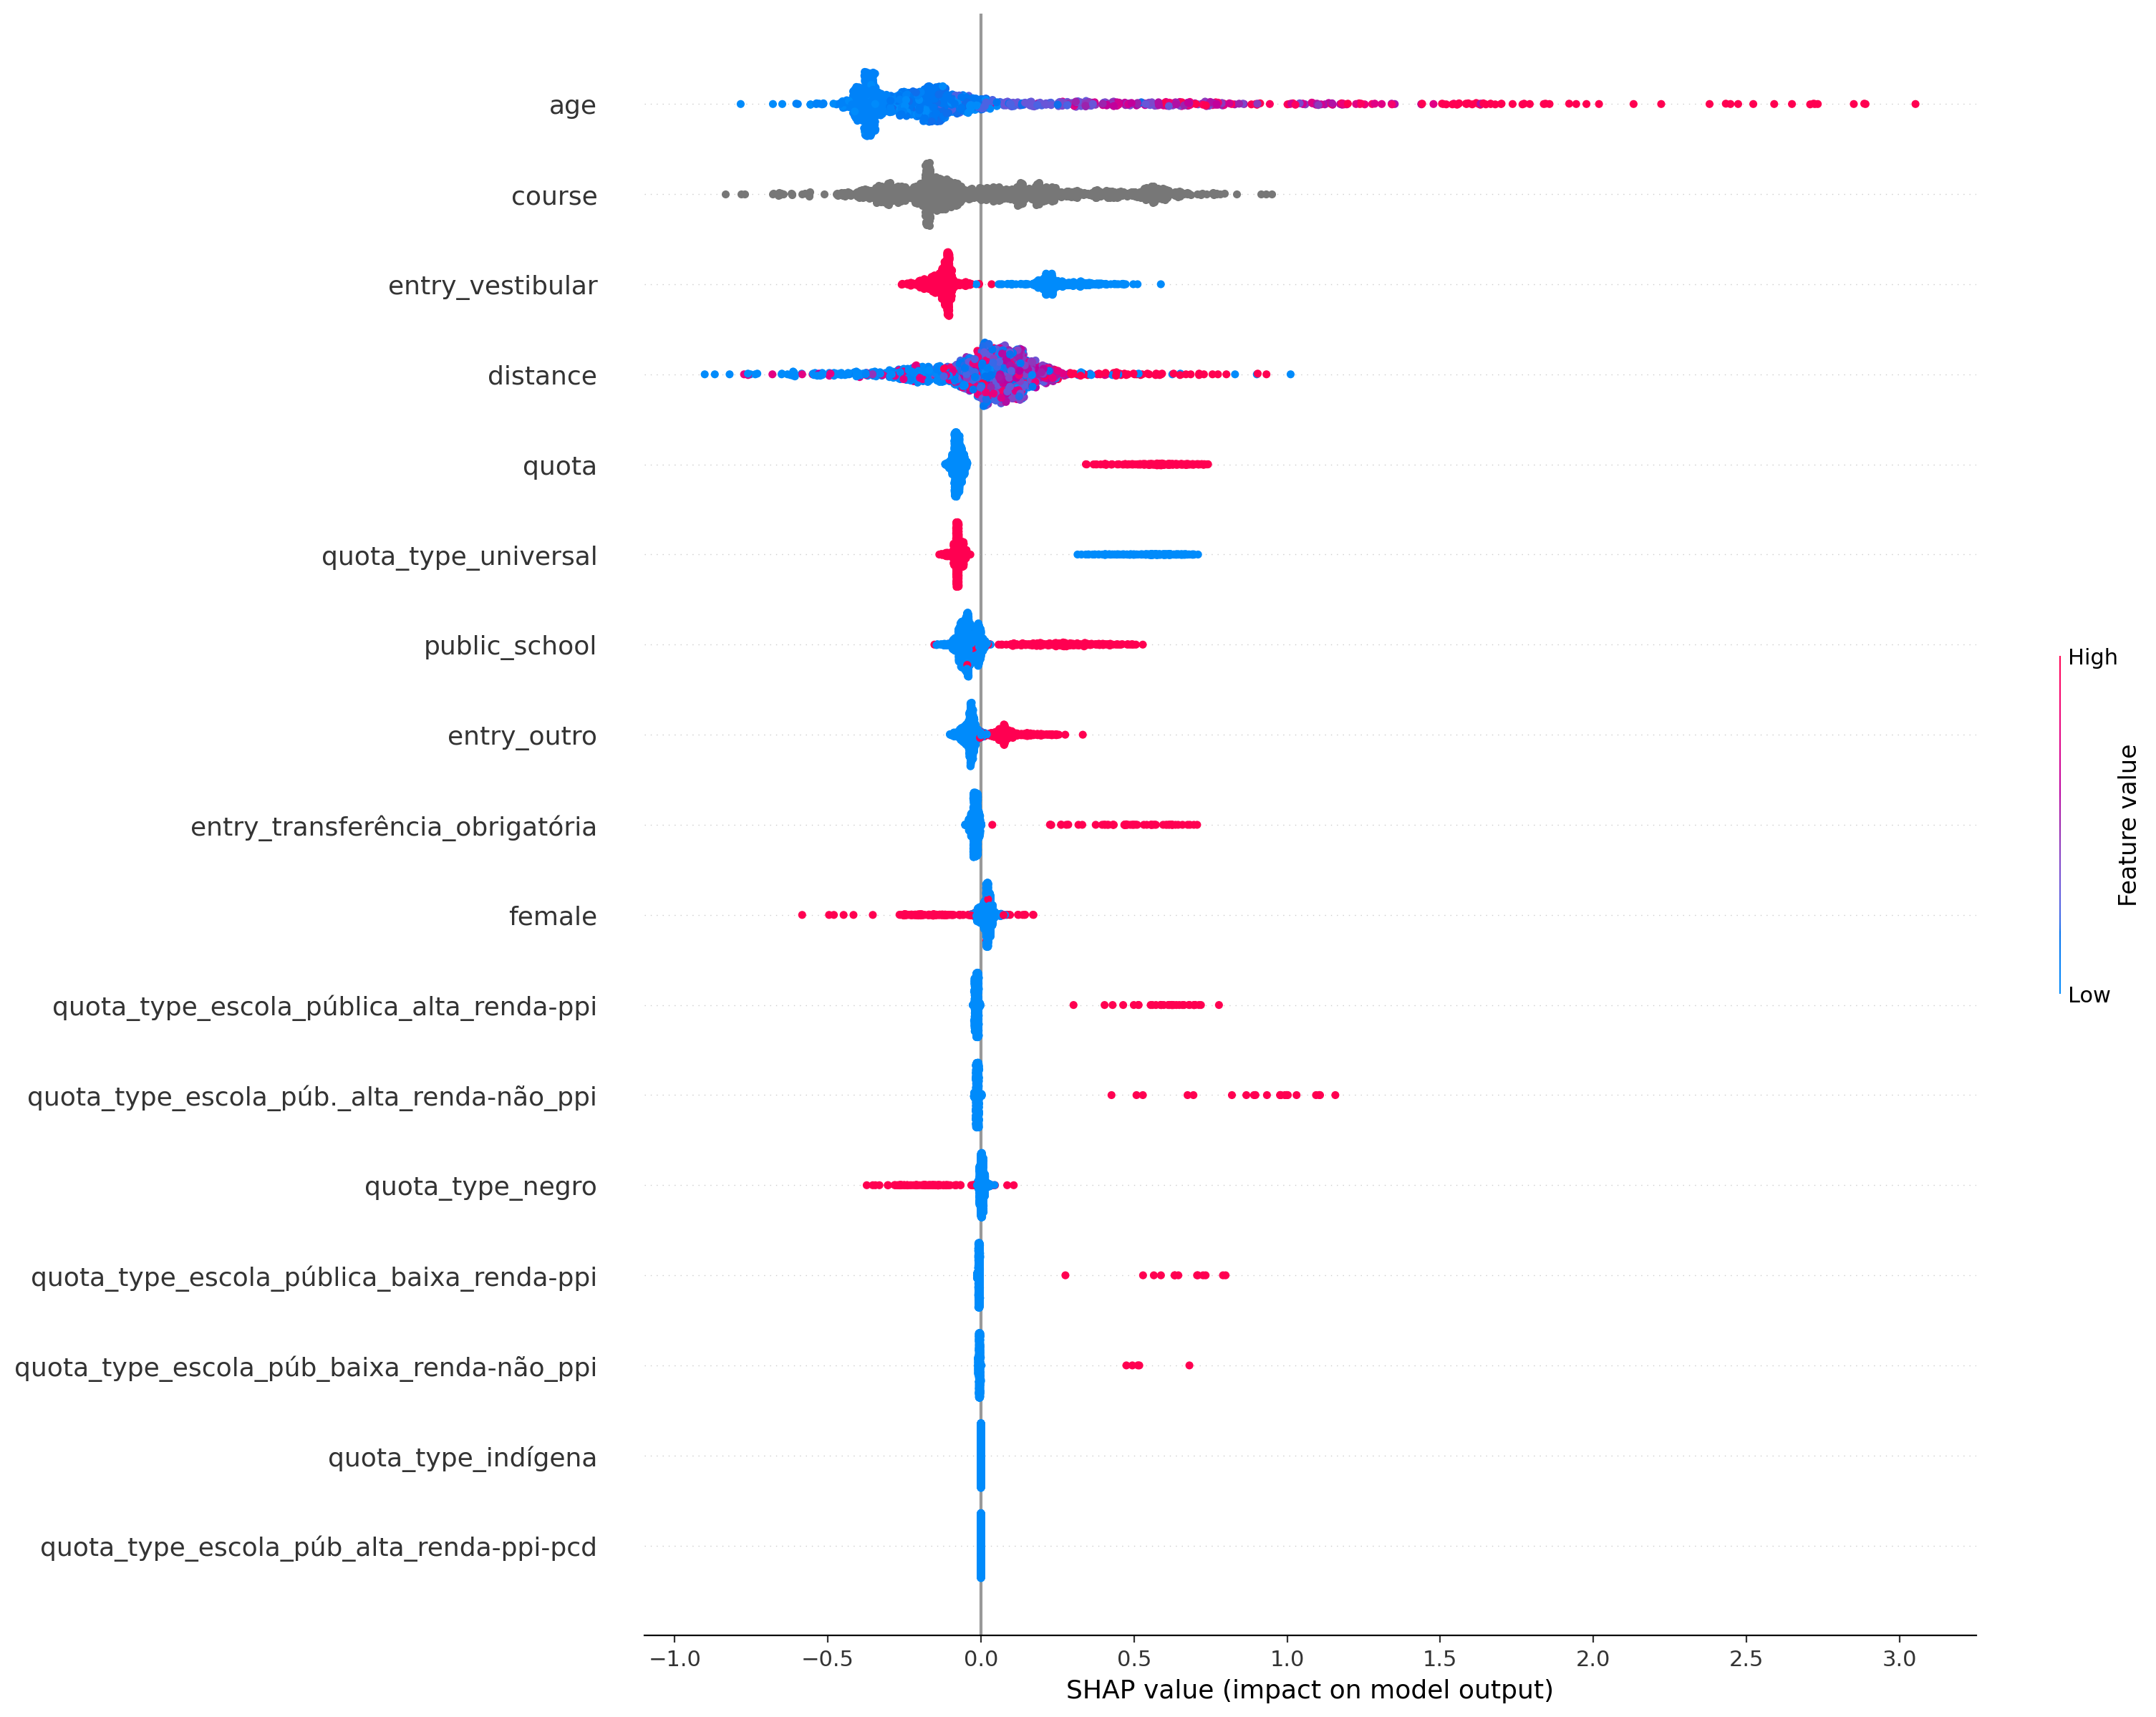 age
course
entry_vestibular
distance
quota
quota_type_universal
public_school
entry_outro
entry_transferência_obrigatória
female
quota_type_escola_pública_alta_renda-ppi
quota_type_escola_púb._alta_renda-não_ppi
quota_type_negro
quota_type_escola_pública_baixa_renda-ppi
quota_type_escola_púb_baixa_renda-não_ppi
quota_type_indígena
quota_type_escola_púb_alta_renda-ppi-pcd
−1.0 −0.5 0.0 0.5 1.0 1.5 2.0 2.5 3.0
SHAP value (impact on model output)
High
Feature value
Low